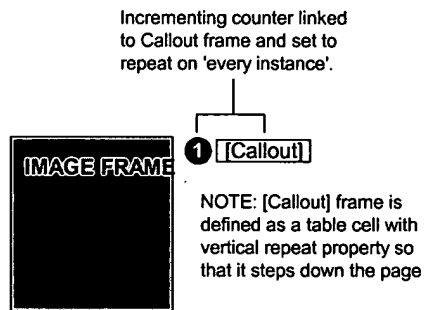 Incrementing counter linked
to Callout frame and set to
repeat on 'every instance'.
1 [Callout]
IMAGE FRAME
NOTE: [Callout] frame is
defined as a table cell with
vertical repeat property so
that it steps down the page